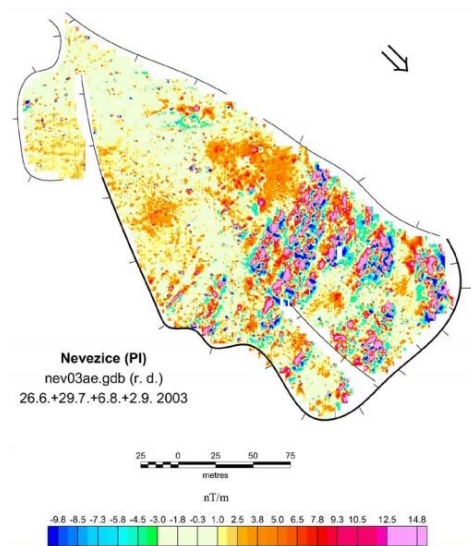 Nevezice (PI)
nev03ae.gdb (r. d.)
26.6.+29.7.+6.8.+2.9. 2003
25 0 25 50 75
metres
nT/m
-9.8 -8.5 -7.3 -5.8 -4.5 -3.0 -1.8 -0.3 1.0 2.5 3.8 5.0 6.5 7.8 9.3 10.5 12.5 14.8